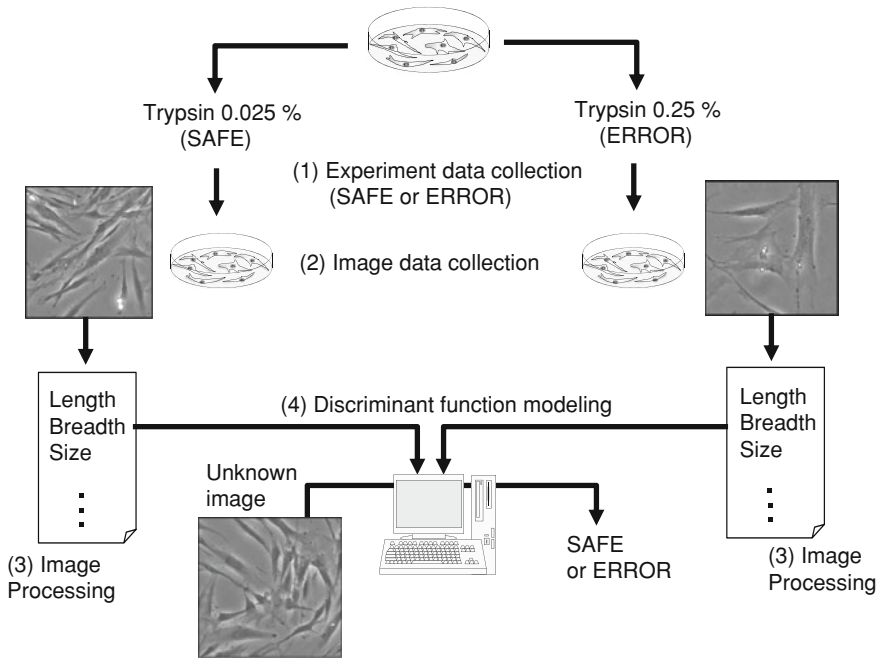 Trypsin 0.025 %
(SAFE)
Trypsin 0.25 %
(ERROR)
(1) Experiment data collection
(SAFE or ERROR)
(2) Image data collection
Length
Breadth
Size
(4) Discriminant function modeling
Length
Breadth
Size
Unknown
image
SAFE
or ERROR
(3) Image
Processing
(3) Image
Processing